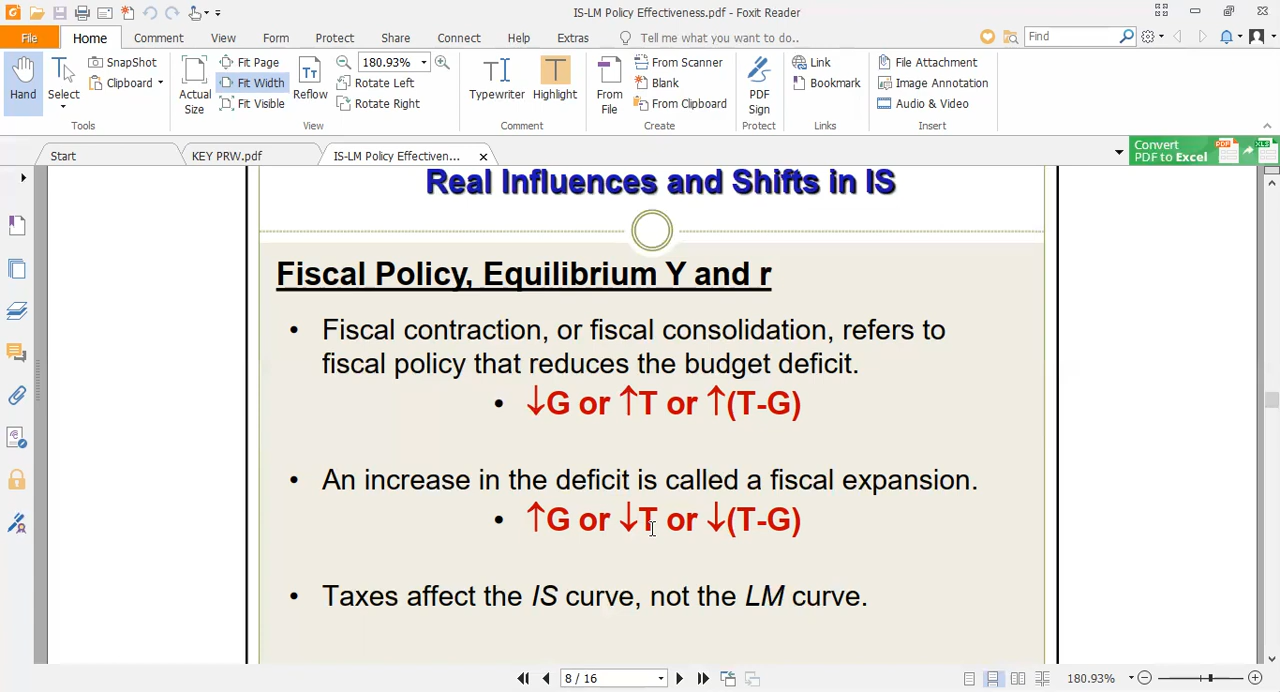 IS-LM Policy Effectiveness.pdf - Foxit Reader
File Home Comment View Form Protect Share Connect Help Extras Tell me what you want to do.. Find
Hand
Select
SnapShot
Clipboard
Tools
Actual Size
Fit Page
Fit Width
Fit Visible
Reflow
180.93%
Rotate Left
Rotate Right
View
Typewriter
Highlight
Comment
From File
From Scanner
Blank
From Clipboard
Create
PDF Sign
Protect
Link
Bookmark
Links
File Attachment
Image Annotation
Audio & Video
Insert
Start
KEY PRW.pdf
IS-LM Policy Effectiven...
Convert
PDF to Excel
Real Influences and Shifts in IS
Fiscal Policy, Equilibrium Y and r
• Fiscal contraction, or fiscal consolidation, refers to
fiscal policy that reduces the budget deficit.
• ↓G or ↑T or ↑(T-G)
• An increase in the deficit is called a fiscal expansion.
• ↑G or ↓T or ↓(T-G)
• Taxes affect the IS curve, not the LM curve.
8 / 16
180.93%